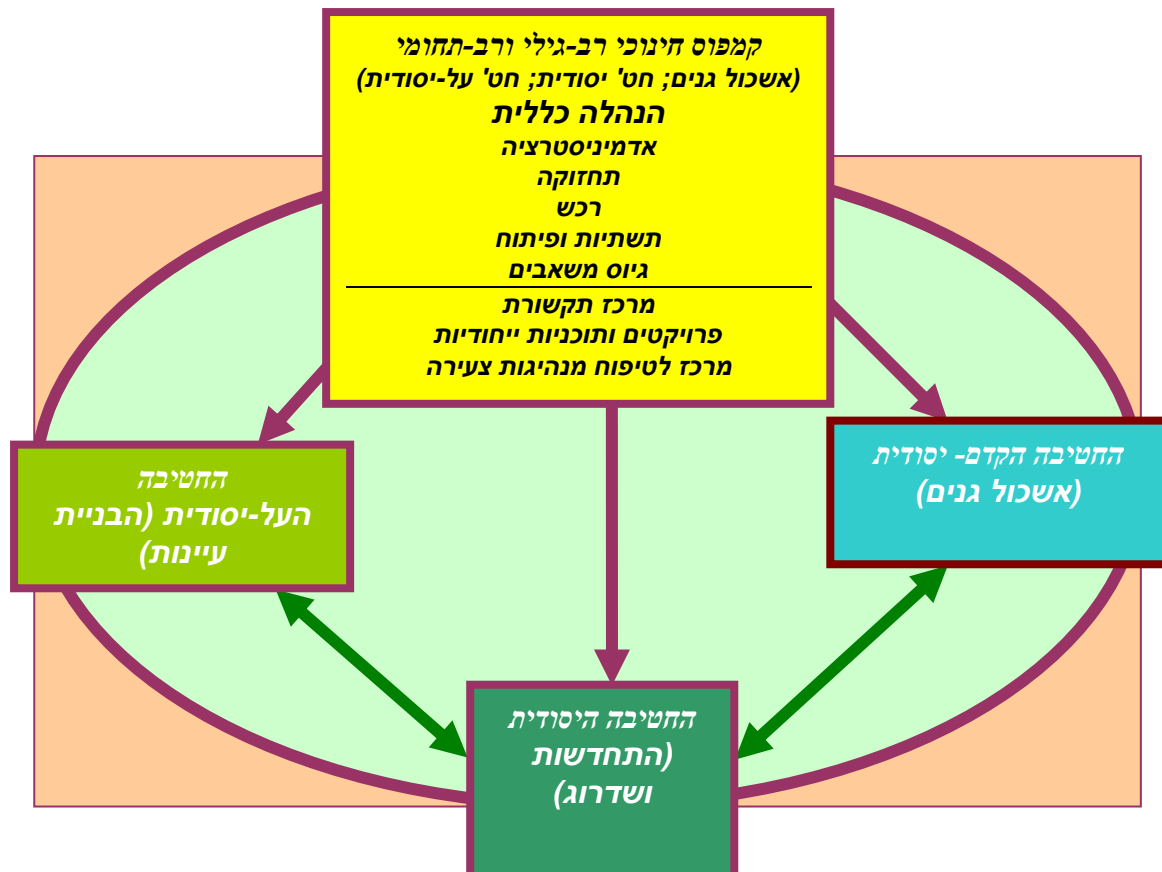 קמפוס חינוכי רב-גילי ורב-תחומי
(אשכול גנים; חט' יסודית; חט' על-יסודית)
הנהלה כללית
אדמיניסטרציה
תחזוקה
רכש
תשתיות ופיתוח
גיוס משאבים
מרכז תקשורת
פרויקטים ותוכניות ייחודיות
מרכז לטיפוח מנהיגות צעירה
החטיבה הקדם- יסודית
(אשכול גנים)
החטיבה
העל-יסודית (הבניית
עיינות)
החטיבה היסודית
(התחדשות
ושדרוג)